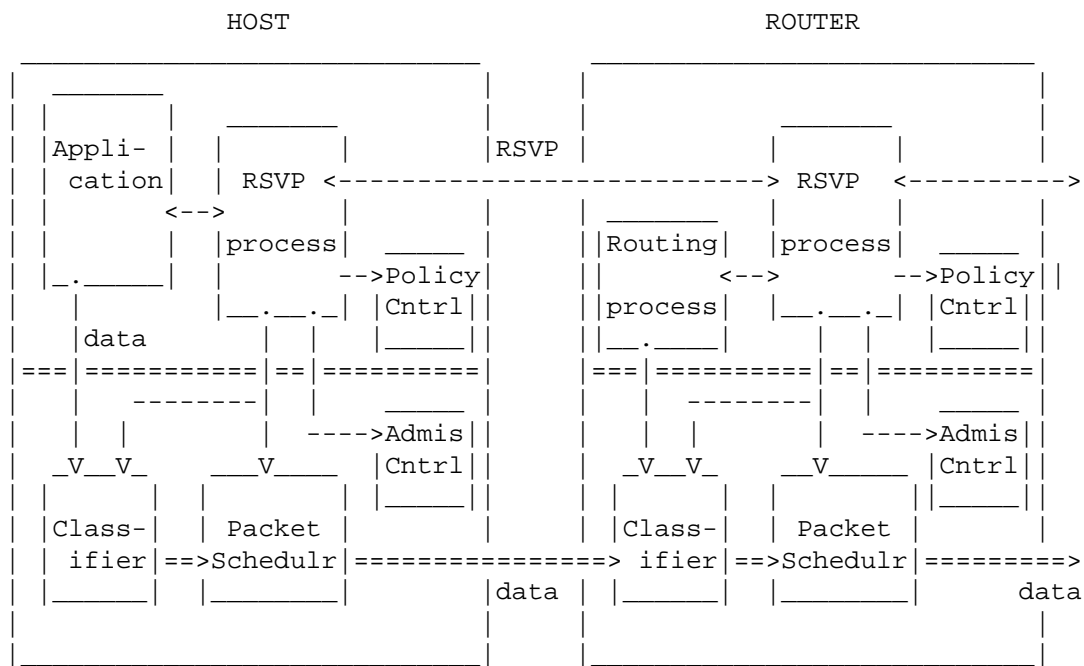 HOST ROUTER
Appli- RSVP
cation RSVP RSVP
Routing process
process Policy Policy
process Cntrl Cntrl
data
Admis Admis
Cntrl Cntrl
Class- Packet Class- Packet
ifier Schedulr ifier Schedulr
data data